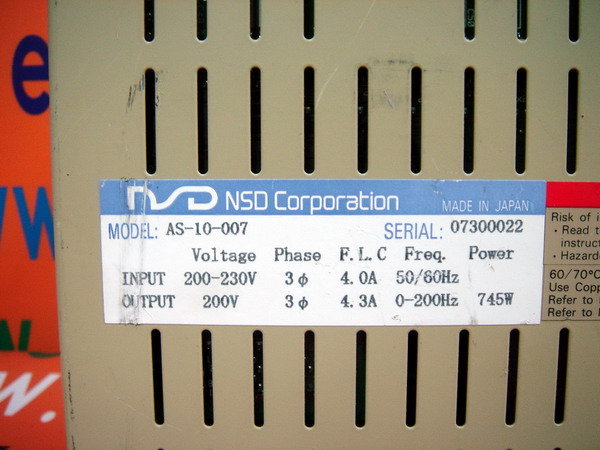 e
NSD NSD Corporation MADE IN JAPAN
MODEL: AS-10-007 SERIAL: 07300022
Voltage Phase F.L.C Freq. Power
INPUT 200-230V 3φ 4.0A 50/60Hz
OUTPUT 200V 3φ 4.3A 0-200Hz 745W
Risk of
• Read
• Hazard
60/70°C
Use
Refer to
Refer to
w.